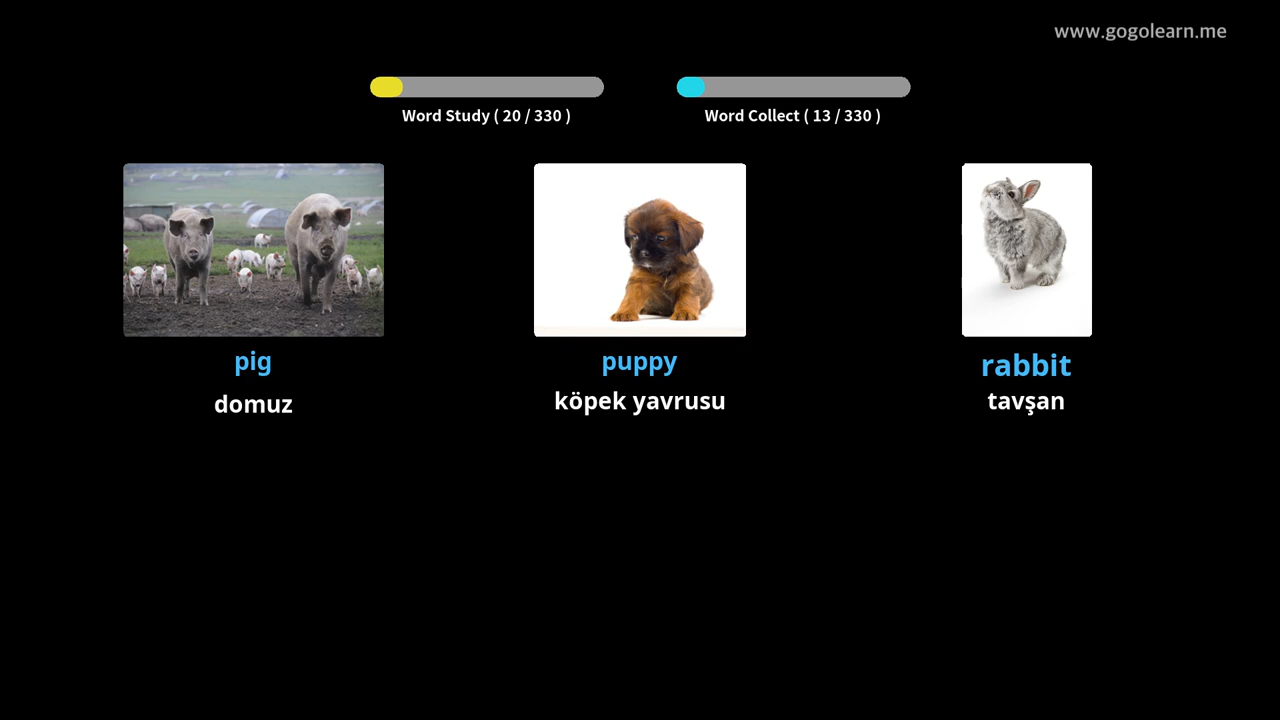 www.gogolearn.me
Word Study ( 20 / 330 )
Word Collect ( 13 / 330 )
pig
puppy
rabbit
domuz
köpek yavrusu
tavşan